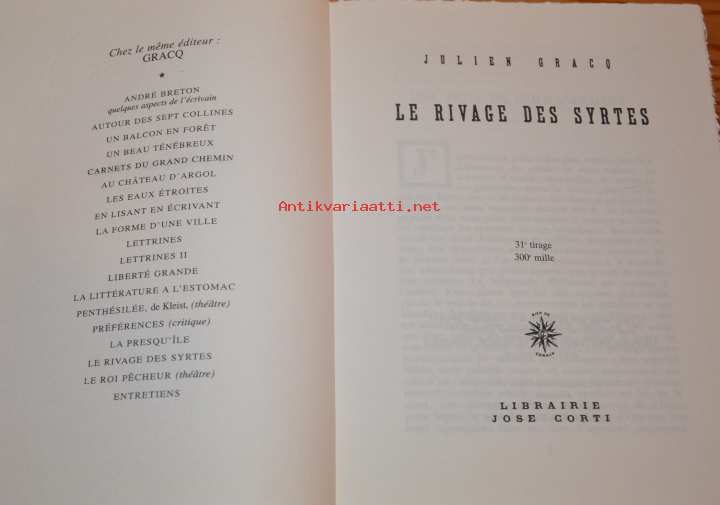 Chez le même éditeur :
GRACQ
★
ANDRÉ BRETON
quelques aspects de l'écrivain
AUTOUR DES SEPT COLLINES
UN BALCON EN FORÊT
UN BEAU TÉNÉBREUX
CARNETS DU GRAND CHEMIN
AU CHÂTEAU D'ARGOL
LES EAUX ÉTROITES
EN LISANT EN ÉCRIVANT
LA FORME D'UNE VILLE
LETTRINES
LETTRINES II
LIBERTÉ GRANDE
LA LITTÉRATURE A L'ESTOMAC
PENTHÉSILÉE, de Kleist, (théâtre)
PRÉFÉRENCES (critique)
LA PRESQU'ÎLE
LE RIVAGE DES SYRTES
LE ROI PÊCHEUR (théâtre)
ENTRETIENS
JULIEN GRACQ
LE RIVAGE DES SYRTES
Antikvariaatti.net
31e tirage
300e mille
LIBRAIRIE
JOSE CORTI